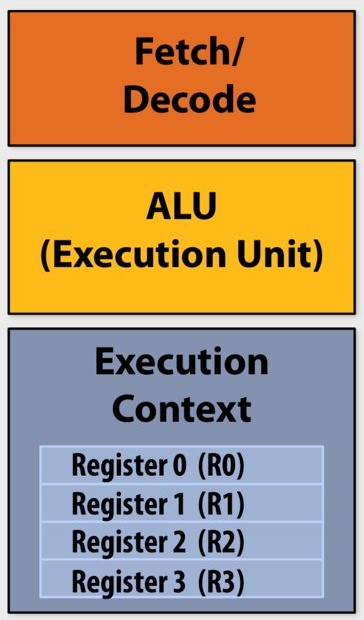 Fetch/
Decode
ALU
(Execution Unit)
Execution
Context
Register 0 (R0)
Register 1 (R1)
Register 2 (R2)
Register 3 (R3)